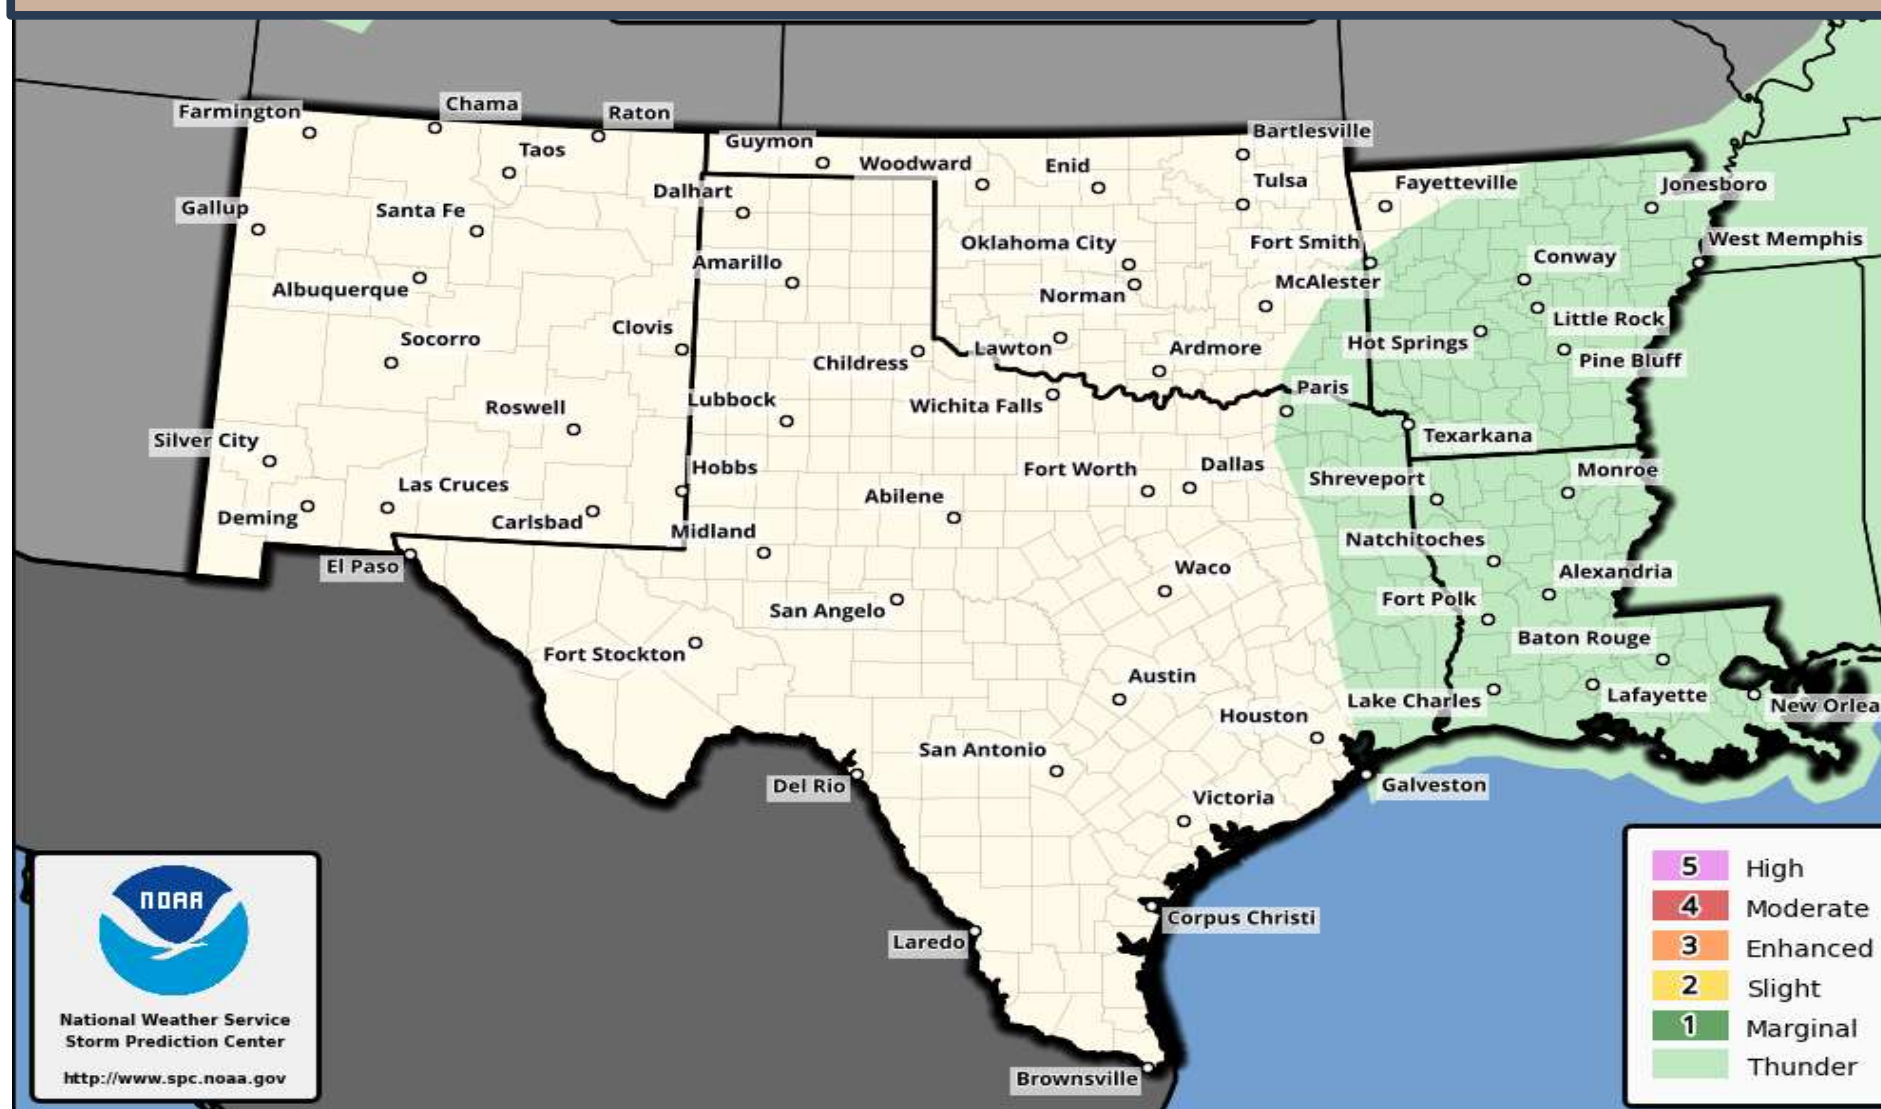 Farmington
Chama
Raton
Guymon
Bartlesville
Taos
Woodward
Enid
Tulsa
Fayetteville
Jonesboro
Dalhart
Gallup
Santa Fe
Oklahoma City
Fort Smith
West Memphis
Conway
Amarillo
Albuquerque
Norman
McAlester
Little Rock
Clovis
Socorro
Hot Springs
Pine Bluff
Childress
Lawton
Ardmore
Paris
Lubbock
Roswell
Wichita Falls
Texarkana
Silver City
Hobbs
Fort Worth
Dallas
Monroe
Shreveport
Las Cruces
Abilene
Deming
Carlsbad
Midland
Natchitoches
El Paso
Waco
Alexandria
San Angelo
Fort Polk
Baton Rouge
Fort Stockton
Austin
Lake Charles
Lafayette
New Orlea
Houston
San Antonio
Del Rio
Galveston
Victoria
Corpus Christi
Laredo
Brownsville
NOAA
National Weather Service
Storm Prediction Center
http://www.spc.noaa.gov
5 High
4 Moderate
3 Enhanced
2 Slight
1 Marginal
Thunder